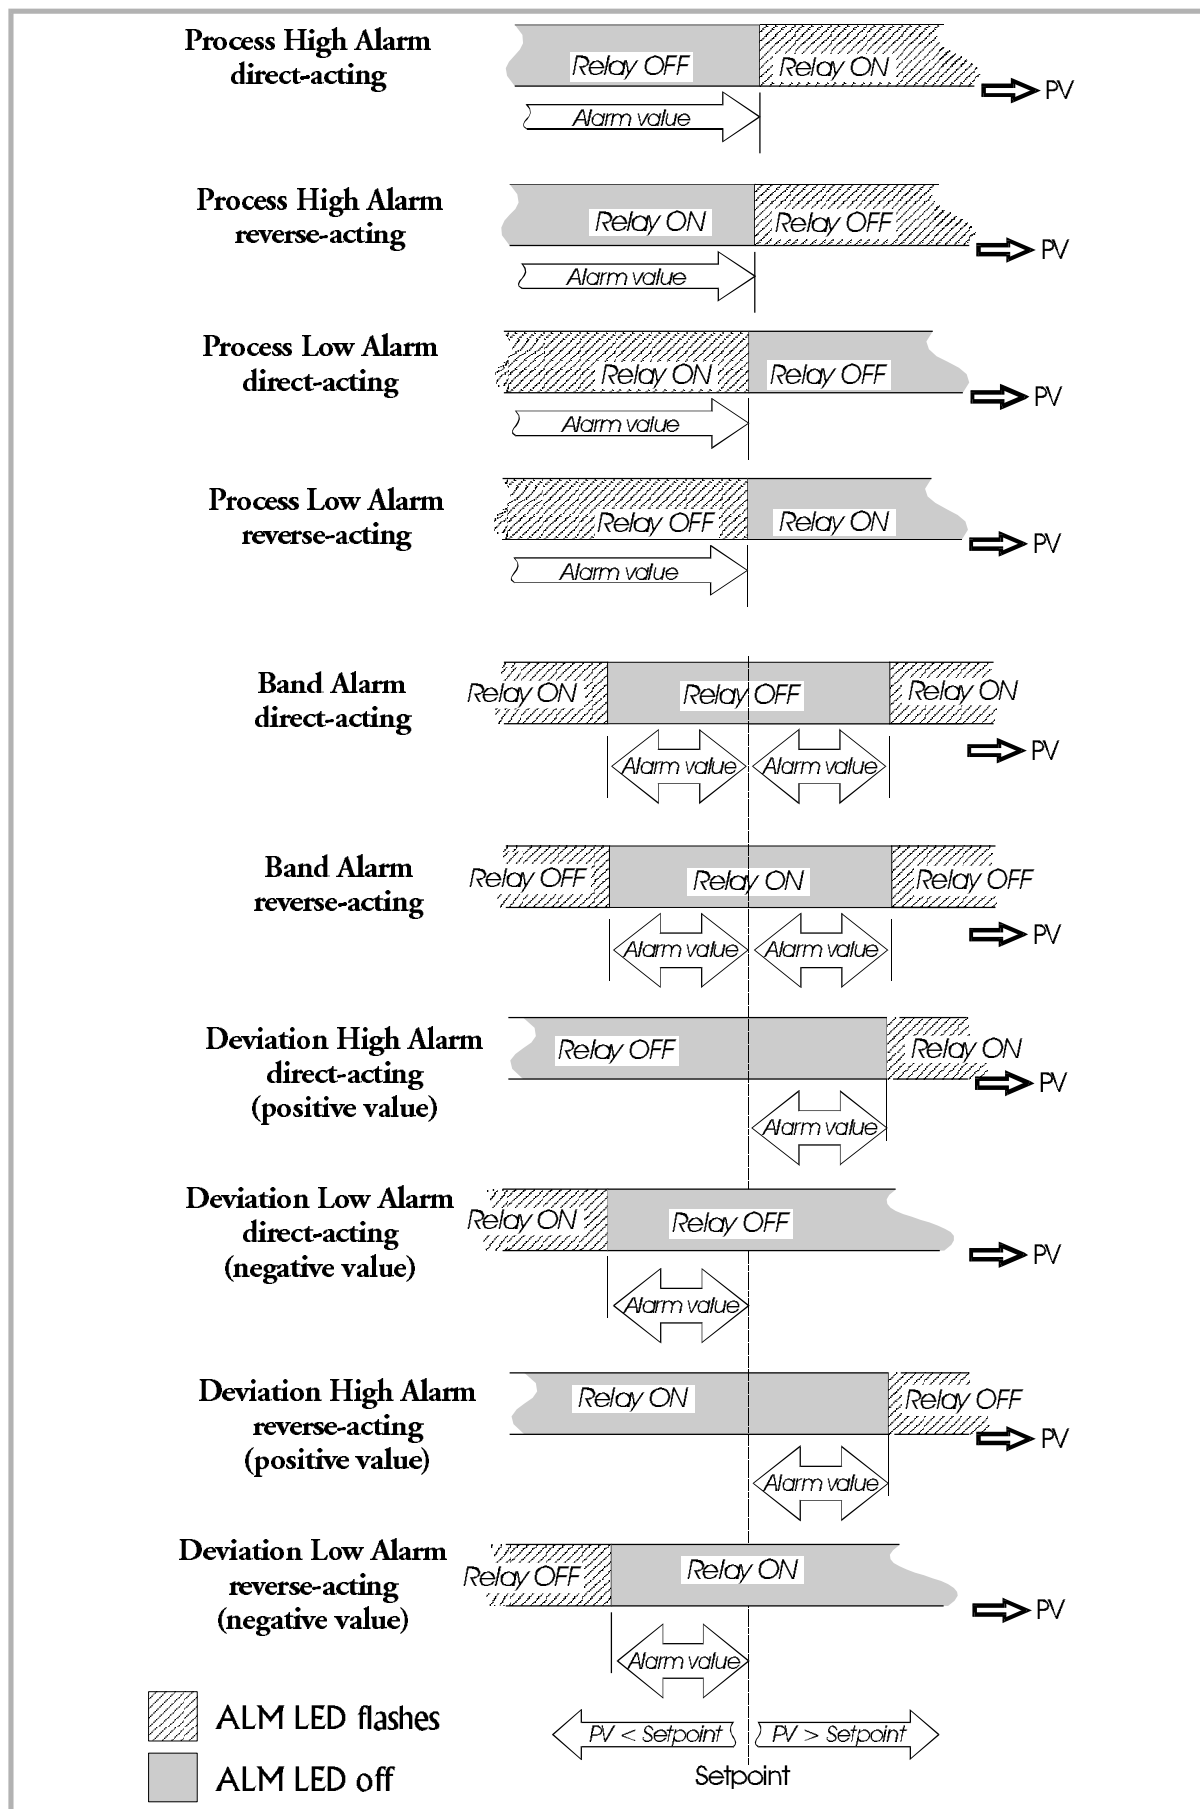 Process High Alarm
direct-acting
Relay OFF
Relay ON
PV
Alarm value
Process High Alarm
reverse-acting
Relay ON
Relay OFF
PV
Alarm value
Process Low Alarm
direct-acting
Relay ON
Relay OFF
PV
Alarm value
Process Low Alarm
reverse-acting
Relay OFF
Relay ON
PV
Alarm value
Band Alarm
direct-acting
Relay ON
Relay OFF
Relay ON
PV
Alarm value
Alarm value
Band Alarm
reverse-acting
Relay OFF
Relay ON
Relay OFF
PV
Alarm value
Alarm value
Deviation High Alarm
direct-acting
(positive value)
Relay OFF
Relay ON
PV
Alarm value
Deviation Low Alarm
direct-acting
(negative value)
Relay ON
Relay OFF
PV
Alarm value
Deviation High Alarm
reverse-acting
(positive value)
Relay ON
Relay OFF
PV
Alarm value
Deviation Low Alarm
reverse-acting
(negative value)
Relay OFF
Relay ON
PV
Alarm value
ALM LED flashes
ALM LED off
PV < Setpoint
PV > Setpoint
Setpoint